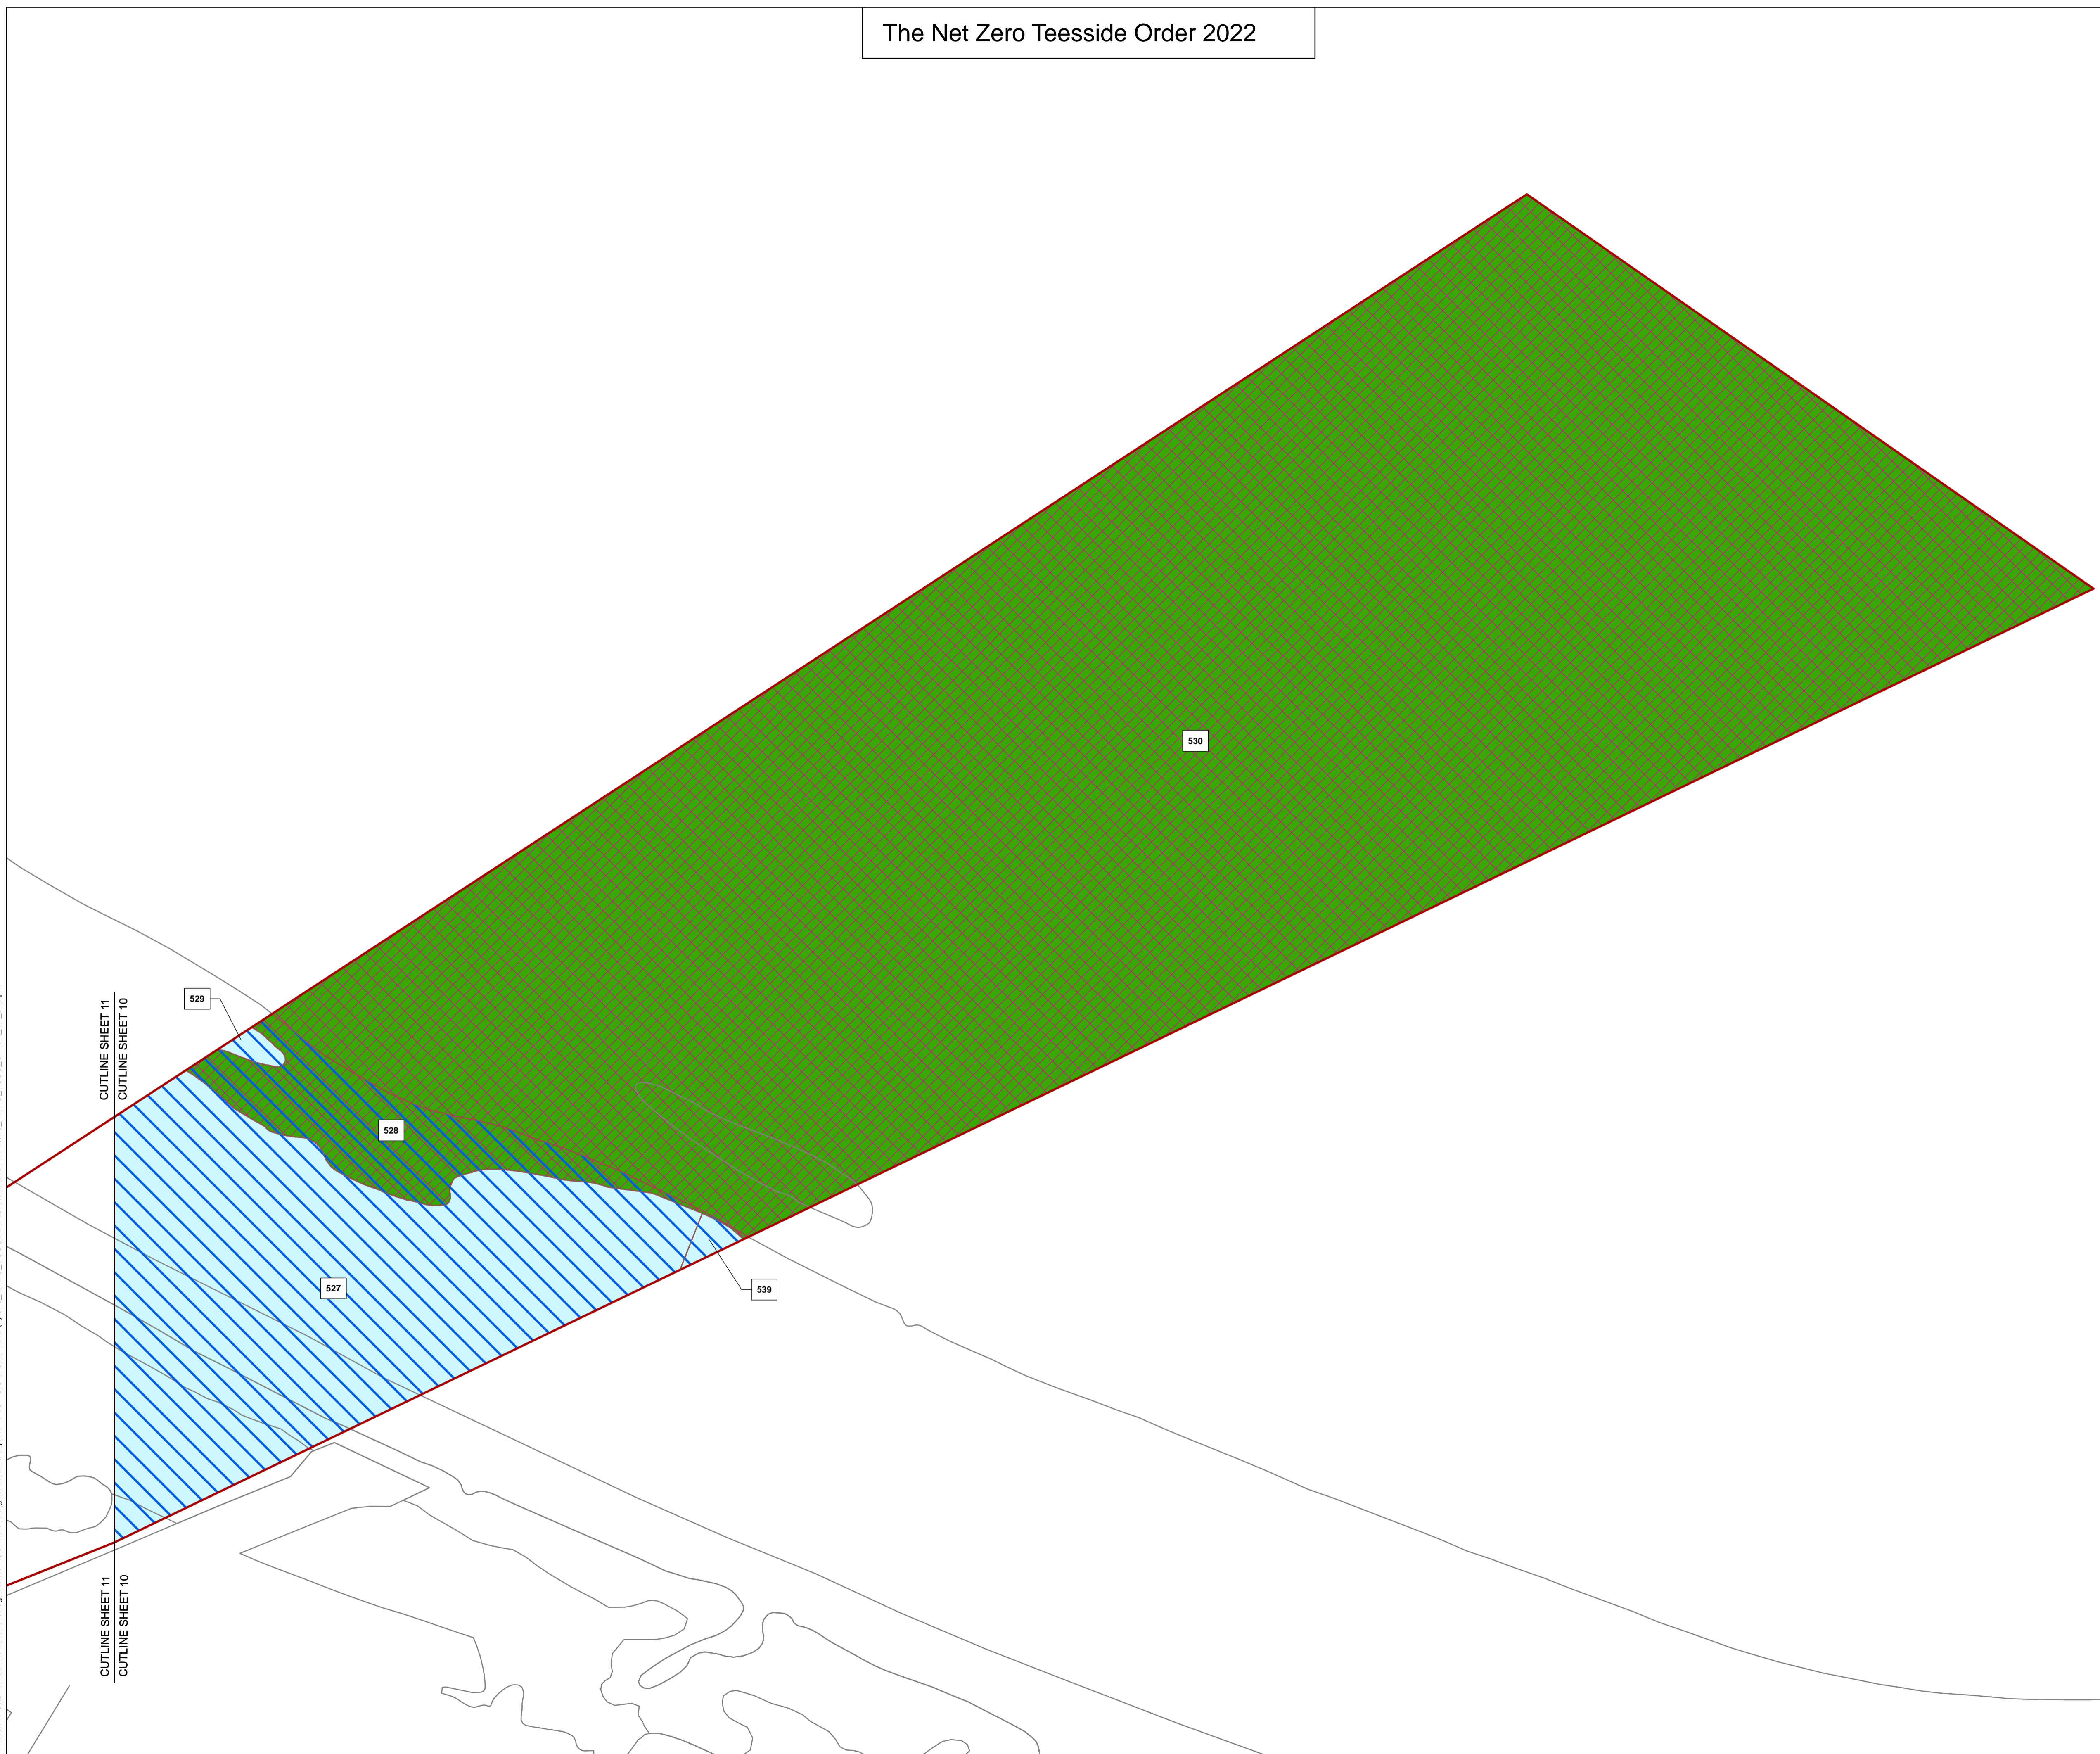 The Net Zero Teesside Order 2022
530
529
CUTLINE SHEET 11
CUTLINE SHEET 10
528
527
539
CUTLINE SHEET 11
CUTLINE SHEET 10